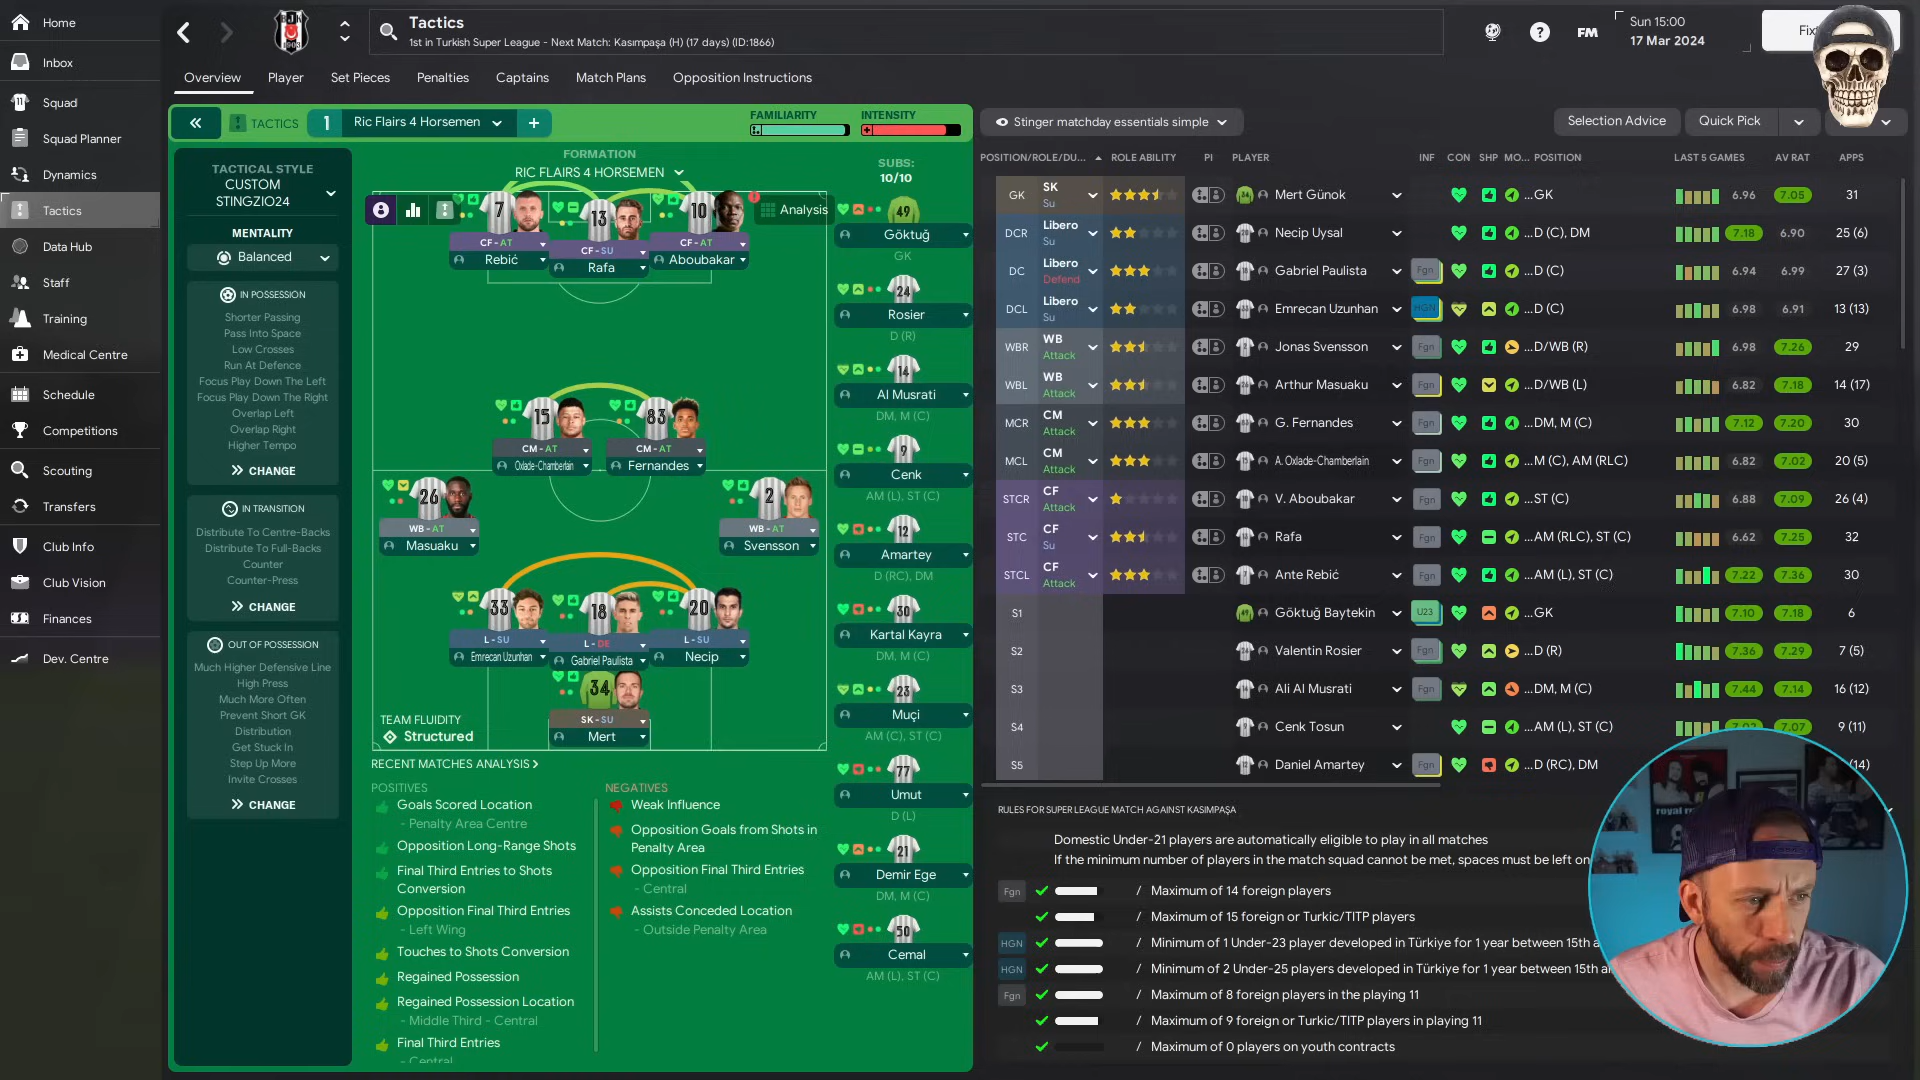 Home
Inbox
Squad
Squad Planner
Dynamics
Tactics
Data Hub
Staff
Training
Medical Centre
Schedule
Competitions
Scouting
Transfers
Club Info
Club Vision
Finances
Dev. Centre
Tactics
1st in Turkish Super League - Next Match: Kasımpaşa (H) (17 days) (ID:1866)
FM
Sun 15:00
17 Mar 2024
Overview Player Set Pieces Penalties Captains Match Plans Opposition Instructions
TACTICS 1 Ric Flairs 4 Horsemen
FAMILIARITY INTENSITY
TACTICAL STYLE
CUSTOM
STINGZIO24
MENTALITY
Balanced
IN POSSESSION
Shorter Passing
Pass Into Space
Low Crosses
Run At Defence
Focus Play Down The Left
Focus Play Down The Right
Overlap Left
Overlap Right
Higher Tempo
CHANGE
IN TRANSITION
Distribute To Centre-Backs
Distribute To Full-Backs
Counter
Counter-Press
CHANGE
OUT OF POSSESSION
Much Higher Defensive Line
High Press
Much More Often
Prevent Short GK
Distribution
Get Stuck In
Step Up More
Invite Crosses
CHANGE
FORMATION
RIC FLAIRS 4 HORSEMEN
Analysis
7 13 10
CF - AT CF - SU CF - AT
Rebić Rafa Aboubakar
15 83
CM - AT CM - AT
Oxlade-Chamberlain Fernandes
26 2
WB - AT WB - AT
Masuaku Svensson
33 18 20
L - SU L - DE L - SU
Emrecan Uzunhan Gabriel Paulista Necip
34
SK - SU
Mert
TEAM FLUIDITY
Structured
SUBS:
10/10
49
Göktuğ
GK
24
Rosier
D (R)
14
Al Musrati
DM, M (C)
9
Cenk
AM (L), ST (C)
12
Amartey
D (RC), DM
30
Kartal Kayra
DM, M (C)
23
Muçi
AM (C), ST (C)
77
Umut
D (L)
21
Demir Ege
DM, M (C)
50
Cemal
AM (L), ST (C)
RECENT MATCHES ANALYSIS
POSITIVES
Goals Scored Location
- Penalty Area Centre
Opposition Long-Range Shots
Final Third Entries to Shots
Conversion
Opposition Final Third Entries
- Left Wing
Touches to Shots Conversion
Regained Possession
Regained Possession Location
- Middle Third - Central
Final Third Entries
- Central
NEGATIVES
Weak Influence
Opposition Goals from Shots in
Penalty Area
Opposition Final Third Entries
- Central
Assists Conceded Location
- Outside Penalty Area
Stinger matchday essentials simple
Selection Advice Quick Pick
POSITION/ROLE/DU... ROLE ABILITY PI PLAYER INF CON SHP MO... POSITION LAST 5 GAMES AV RAT APPS
GK SK Su Mert Günok ...GK 6.96 7.05 31
DCR Libero Su Necip Uysal ...D (C), DM 7.18 6.90 25 (6)
DC Libero Defend Gabriel Paulista Fgn ...D (C) 6.94 6.99 27 (3)
DCL Libero Su Emrecan Uzunhan HGN ...D (C) 6.98 6.91 13 (13)
WBR WB Attack Jonas Svensson Fgn ...D/WB (R) 6.98 7.26 29
WBL WB Attack Arthur Masuaku Fgn ...D/WB (L) 6.82 7.18 14 (17)
MCR CM Attack G. Fernandes Fgn ...DM, M (C) 7.12 7.20 30
MCL CM Attack A. Oxlade-Chamberlain Fgn ...M (C), AM (RLC) 6.82 7.02 20 (5)
STCR CF Attack V. Aboubakar Fgn ...ST (C) 6.88 7.09 26 (4)
STC CF Su Rafa Fgn ...AM (RLC), ST (C) 6.62 7.25 32
STCL CF Attack Ante Rebić Fgn ...AM (L), ST (C) 7.22 7.36 30
S1 Göktuğ Baytekin U23 ...GK 7.10 7.18 6
S2 Valentin Rosier Fgn ...D (R) 7.36 7.29 7 (5)
S3 Ali Al Musrati Fgn ...DM, M (C) 7.44 7.14 16 (12)
S4 Cenk Tosun ...AM (L), ST (C) 7.07 9 (11)
S5 Daniel Amartey Fgn ...D (RC), DM (14)
RULES FOR SUPER LEAGUE MATCH AGAINST KASIMPAŞA
Domestic Under-21 players are automatically eligible to play in all matches
If the minimum number of players in the match squad cannot be met, spaces must be left on
Fgn / Maximum of 14 foreign players
/ Maximum of 15 foreign or Turkic/TITP players
HGN / Minimum of 1 Under-23 player developed in Türkiye for 1 year between 15th
HGN / Minimum of 2 Under-25 players developed in Türkiye for 1 year between 15th
Fgn / Maximum of 8 foreign players in the playing 11
/ Maximum of 9 foreign or Turkic/TITP players in playing 11
/ Maximum of 0 players on youth contracts